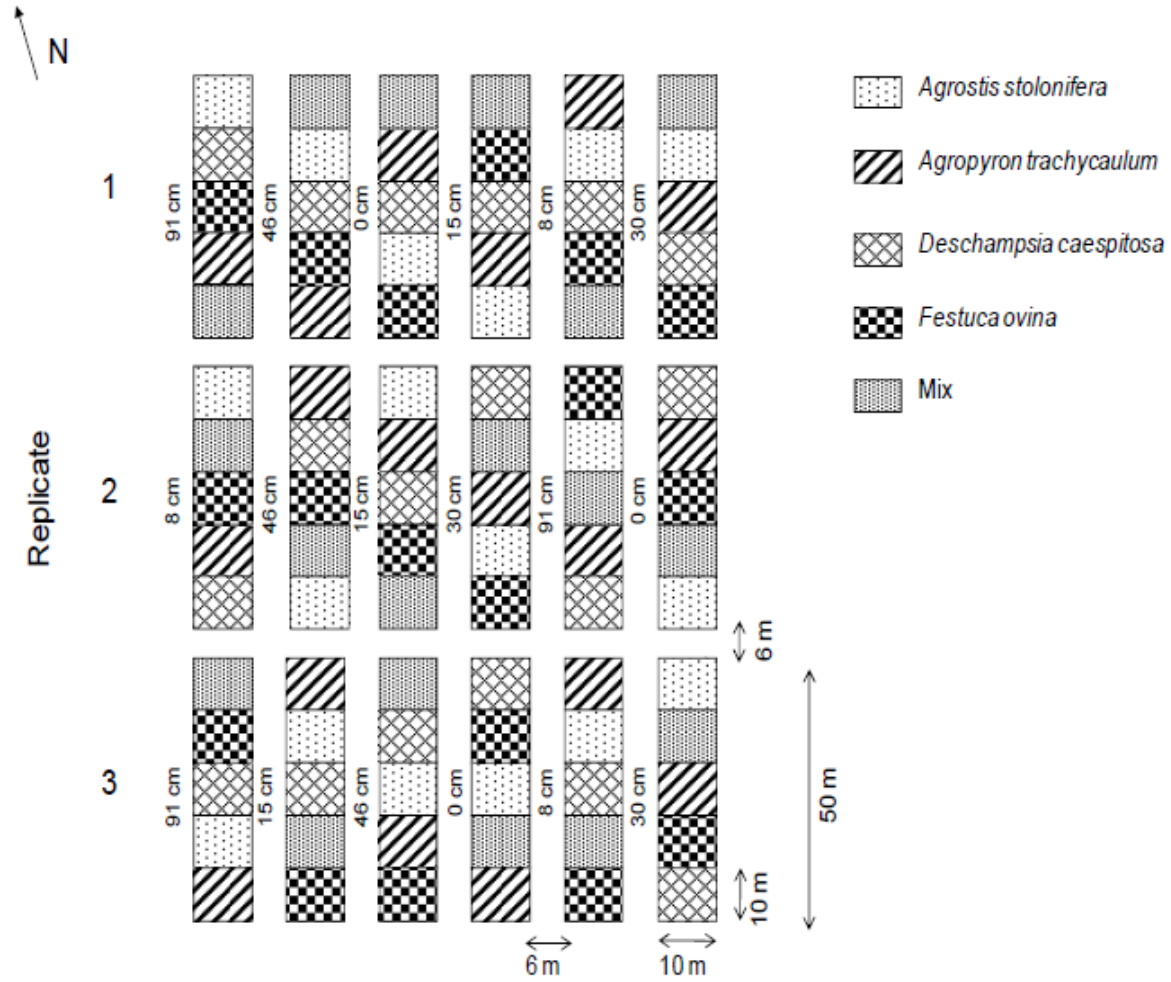 N
Agrostis stolonifera
Agropyron trachycaulum
Deschampsia caespitosa
Festuca ovina
Mix
Replicate
1
91 cm
46 cm
0 cm
15 cm
8 cm
30 cm
2
8 cm
46 cm
15 cm
30 cm
91 cm
0 cm
3
91 cm
15 cm
46 cm
0 cm
8 cm
30 cm
6 m
50 m
10 m
6 m
10 m